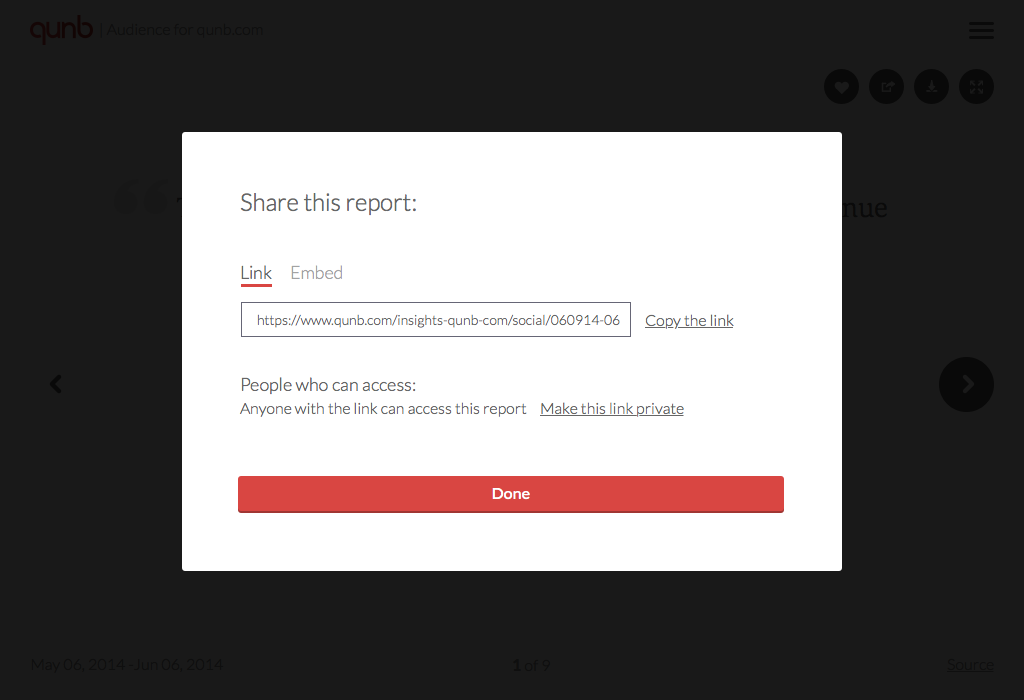 qunb | Audience for qunb.com
nue
Share this report:
Link Embed
https://www.qunb.com/insights-qunb-com/social/060914-06 Copy the link
People who can access:
Anyone with the link can access this report Make this link private
Done
May 06, 2014 - Jun 06, 2014 1 of 9 Source